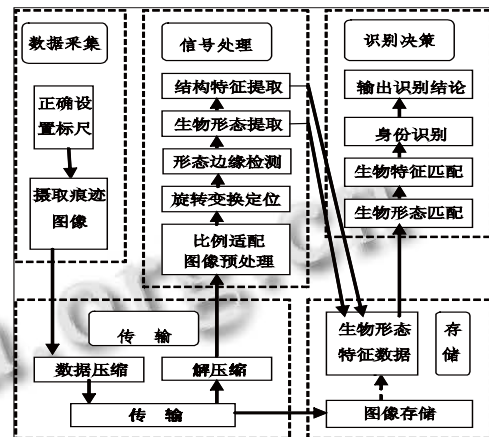 数据采集
正确设
置标尺
摄取痕迹
图像
信号处理
结构特征提取
生物形态提取
形态边缘检测
旋转变换定位
比例适配
图像预处理
识别决策
输出识别结论
身份识别
生物特征匹配
生物形态匹配
传 输
数据压缩
解压缩
传 输
生物形态
特征数据
存
储
图像存储